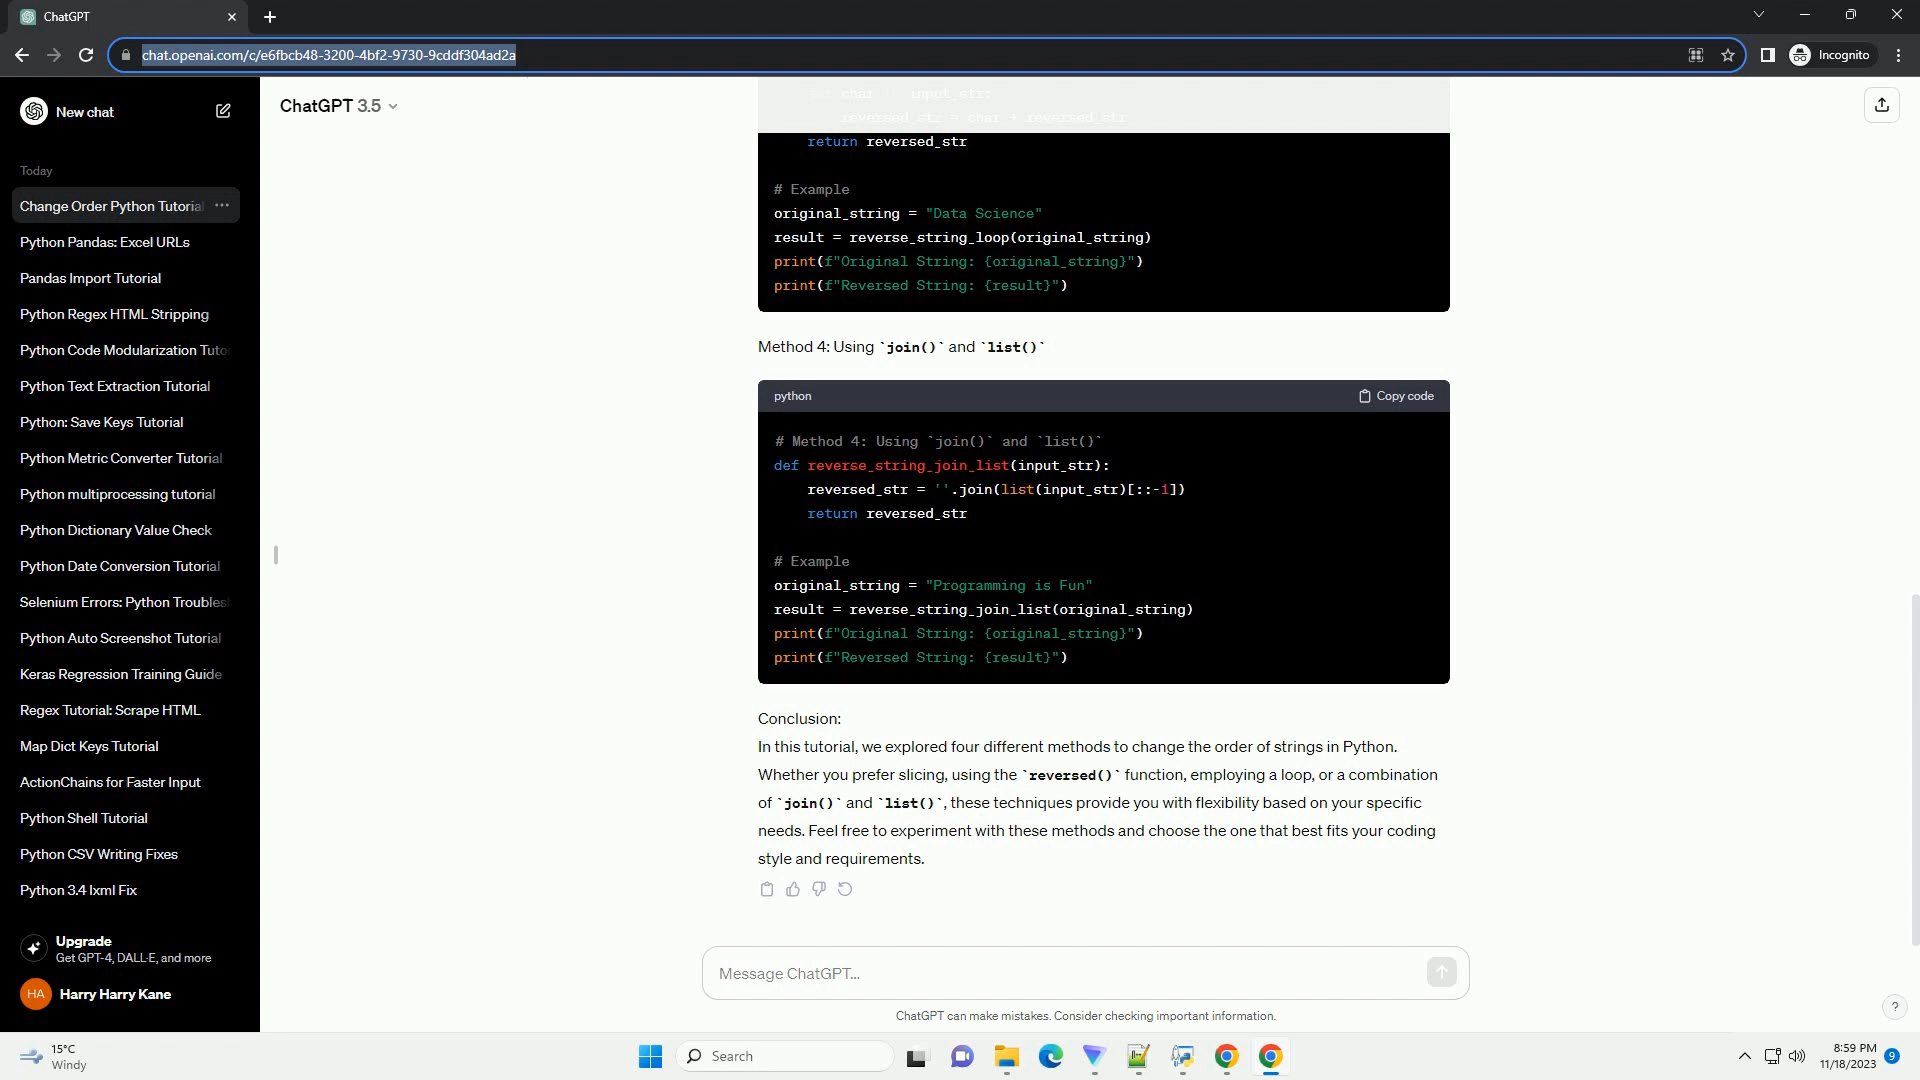 ChatGPT
chat.openai.com/c/e6fbcb48-3200-4bf2-9730-9cddf304ad2a
Incognito
New chat
ChatGPT 3.5
Today
Change Order Python Tutorial
Python Pandas: Excel URLs
Pandas Import Tutorial
Python Regex HTML Stripping
Python Code Modularization Tutor
Python Text Extraction Tutorial
Python: Save Keys Tutorial
Python Metric Converter Tutorial
Python multiprocessing tutorial
Python Dictionary Value Check
Python Date Conversion Tutorial
Selenium Errors: Python Troubles
Python Auto Screenshot Tutorial
Keras Regression Training Guide
Regex Tutorial: Scrape HTML
Map Dict Keys Tutorial
ActionChains for Faster Input
Python Shell Tutorial
Python CSV Writing Fixes
Python 3.4 lxml Fix
Upgrade
Get GPT-4, DALL·E, and more
HA
Harry Harry Kane
for char in input_str:
reversed_str = char + reversed_str
return reversed_str
# Example
original_string = "Data Science"
result = reverse_string_loop(original_string)
print(f"Original String: {original_string}")
print(f"Reversed String: {result}")
Method 4: Using `join()` and `list()`
python
Copy code
# Method 4: Using `join()` and `list()`
def reverse_string_join_list(input_str):
reversed_str = ''.join(list(input_str)[::-1])
return reversed_str
# Example
original_string = "Programming is Fun"
result = reverse_string_join_list(original_string)
print(f"Original String: {original_string}")
print(f"Reversed String: {result}")
Conclusion:
In this tutorial, we explored four different methods to change the order of strings in Python.
Whether you prefer slicing, using the `reversed()` function, employing a loop, or a combination
of `join()` and `list()`, these techniques provide you with flexibility based on your specific
needs. Feel free to experiment with these methods and choose the one that best fits your coding
style and requirements.
Message ChatGPT…
ChatGPT can make mistakes. Consider checking important information.
?
15°C
Windy
Search
8:59 PM
11/18/2023
9